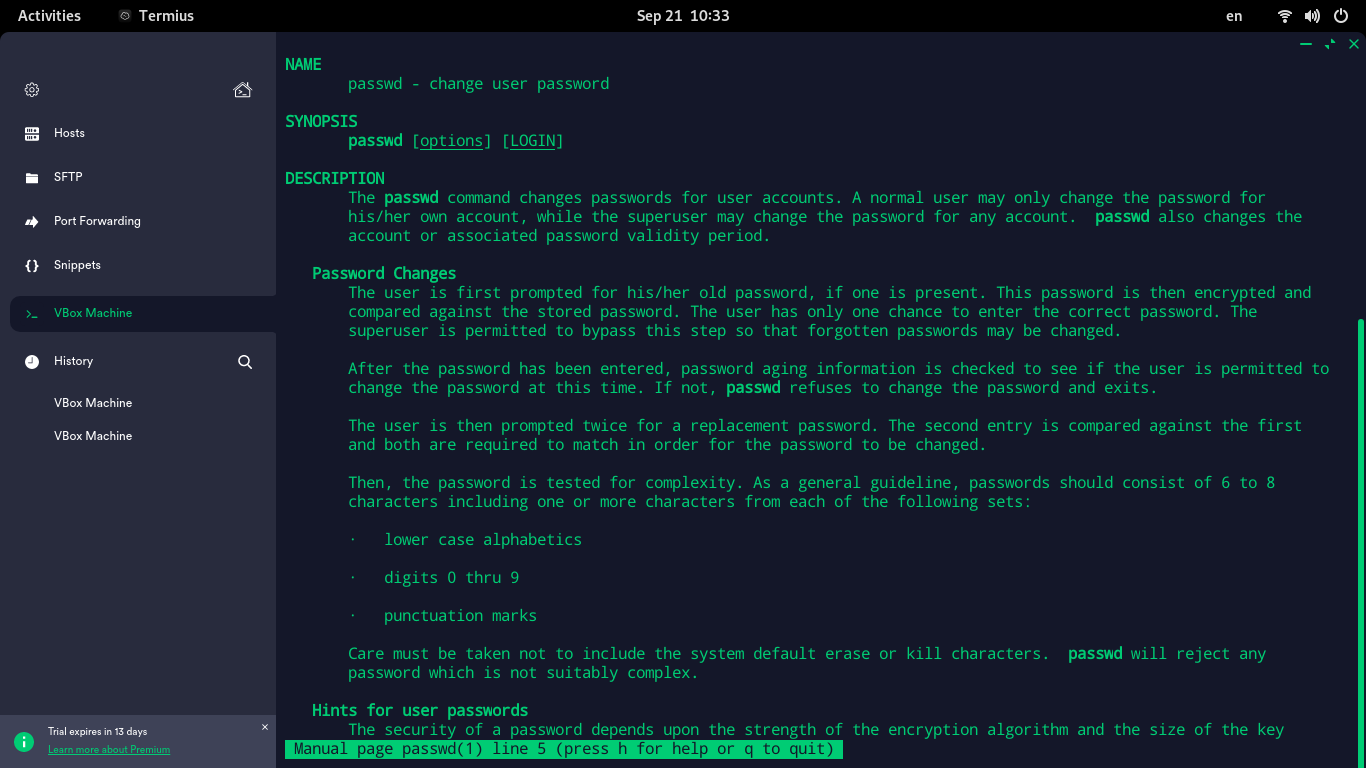 Activities
Termius
Sep 21 10:33
en
Hosts
SFTP
Port Forwarding
Snippets
VBox Machine
History
VBox Machine
VBox Machine
Trial expires in 13 days
Learn more about Premium
NAME
passwd - change user password
SYNOPSIS
passwd [options] [LOGIN]
DESCRIPTION
The passwd command changes passwords for user accounts. A normal user may only change the password for
his/her own account, while the superuser may change the password for any account.  passwd also changes the
account or associated password validity period.
Password Changes
The user is first prompted for his/her old password, if one is present. This password is then encrypted and
compared against the stored password. The user has only one chance to enter the correct password. The
superuser is permitted to bypass this step so that forgotten passwords may be changed.
After the password has been entered, password aging information is checked to see if the user is permitted to
change the password at this time. If not, passwd refuses to change the password and exits.
The user is then prompted twice for a replacement password. The second entry is compared against the first
and both are required to match in order for the password to be changed.
Then, the password is tested for complexity. As a general guideline, passwords should consist of 6 to 8
characters including one or more characters from each of the following sets:
· lower case alphabetics
· digits 0 thru 9
· punctuation marks
Care must be taken not to include the system default erase or kill characters.  passwd will reject any
password which is not suitably complex.
Hints for user passwords
The security of a password depends upon the strength of the encryption algorithm and the size of the key
Manual page passwd(1) line 5 (press h for help or q to quit)